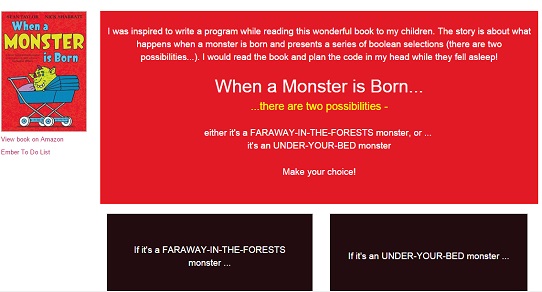 SEAN TAYLOR NICK SHARRATT
When a
MONSTER
is Born
View book on Amazon
Ember To Do List
I was inspired to write a program while reading this wonderful book to my children. The story is about what
happens when a monster is born and presents a series of boolean selections (there are two
possibilities...). I would read the book and plan the code in my head while they fell asleep!
When a Monster is Born...
...there are two possibilities -
either it's a FARAWAY-IN-THE-FORESTS monster, or ...
it's an UNDER-YOUR-BED monster
Make your choice!
If it's a FARAWAY-IN-THE-FORESTS
monster ...
If it's an UNDER-YOUR-BED monster ...